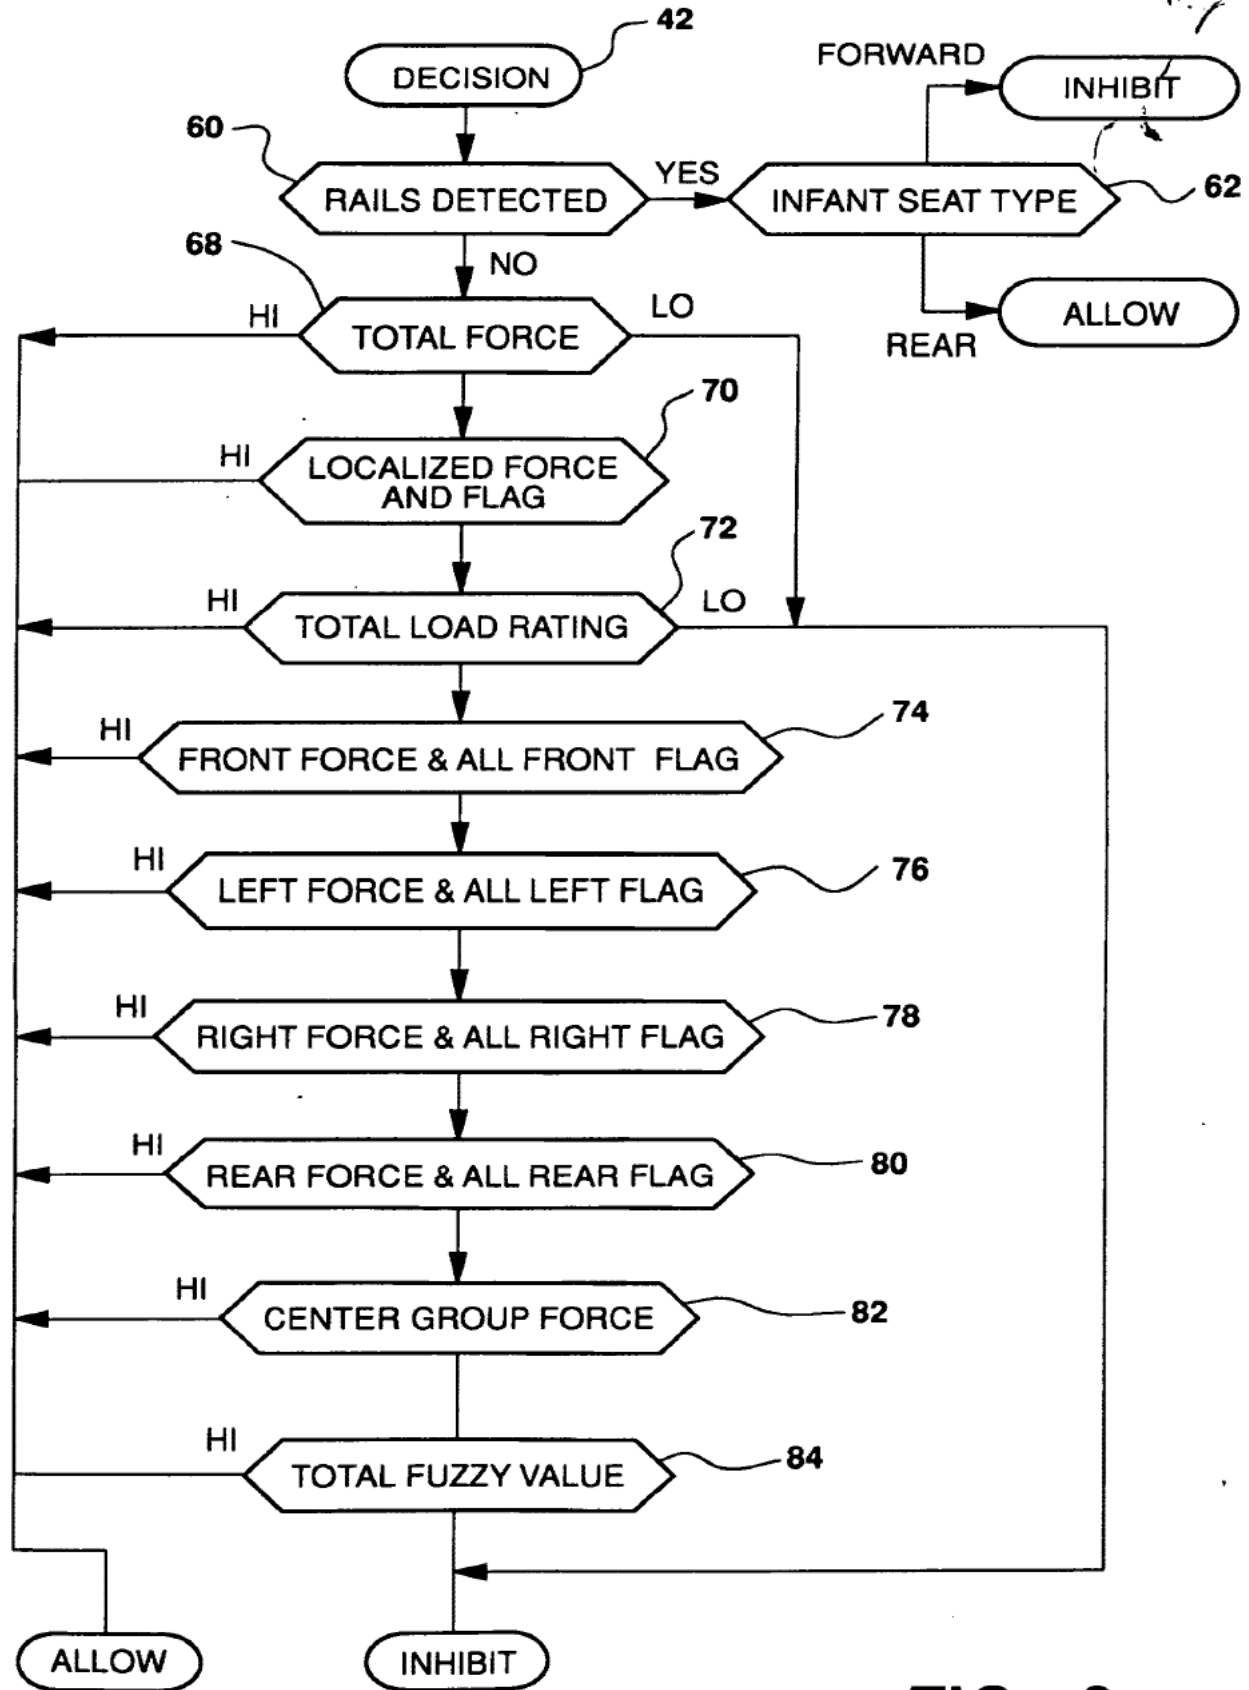 42
DECISION
FORWARD
INHIBIT
60
RAILS DETECTED
YES
INFANT SEAT TYPE
62
68
NO
HI
TOTAL FORCE
LO
ALLOW
REAR
70
HI
LOCALIZED FORCE
AND FLAG
72
HI
TOTAL LOAD RATING
LO
74
HI
FRONT FORCE & ALL FRONT FLAG
76
HI
LEFT FORCE & ALL LEFT FLAG
78
HI
RIGHT FORCE & ALL RIGHT FLAG
80
HI
REAR FORCE & ALL REAR FLAG
82
HI
CENTER GROUP FORCE
84
HI
TOTAL FUZZY VALUE
ALLOW
INHIBIT